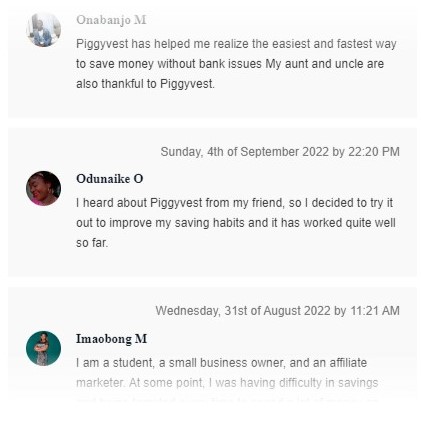 Onabanjo M
Piggyvest has helped me realize the easiest and fastest way
to save money without bank issues My aunt and uncle are
also thankful to Piggyvest.
Sunday, 4th of September 2022 by 22:20 PM
Odunaike O
I heard about Piggyvest from my friend, so I decided to try it
out to improve my saving habits and it has worked quite well
so far.
Wednesday, 31st of August 2022 by 11:21 AM
Imaobong M
I am a student, a small business owner, and an affiliate
marketer. At some point, I was having difficulty in savings